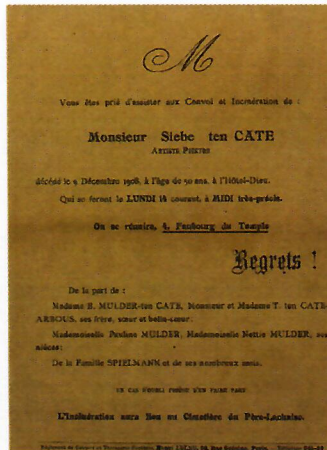 M
Vous êtes prié d'assister aux Convoi et Incinération de :
Monsieur Siebe ten CATE
ARTISTE PEINTRE
décédé le 9 Décembre 1908, à l'âge de 50 ans, à l'Hôtel-Dieu.
Qui se feront le LUNDI 14 courant, à MIDI très-précis.
On se réunira, 4, Faubourg du Temple
Regrets !
De la part de :
Madame B. MULDER-ten CATE, Monsieur et Madame T. ten CATE-
ARBOUS, ses frère, sœur et belle-sœur;
Mademoiselle Pauline MULDER, Mademoiselle Nettie MULDER, ses
nièces;
De la Famille SPIELMANN et de ses nombreux amis.
L'Incinération aura lieu au Cimetière du Père-Lachaise.